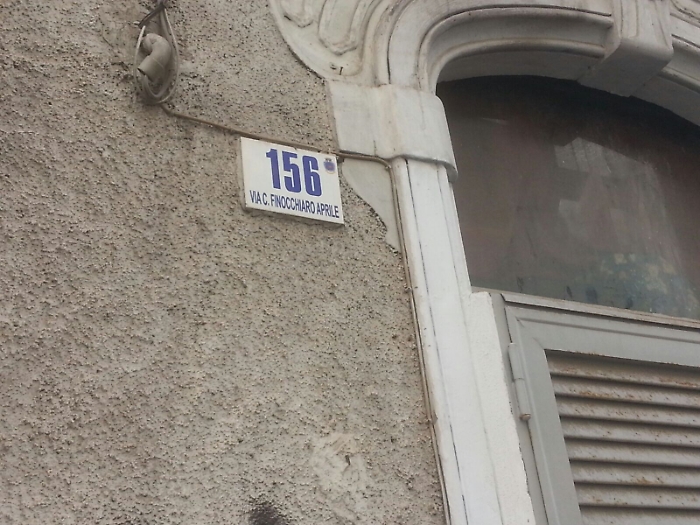 156
VIA C. FINOCCHIARO APRILE